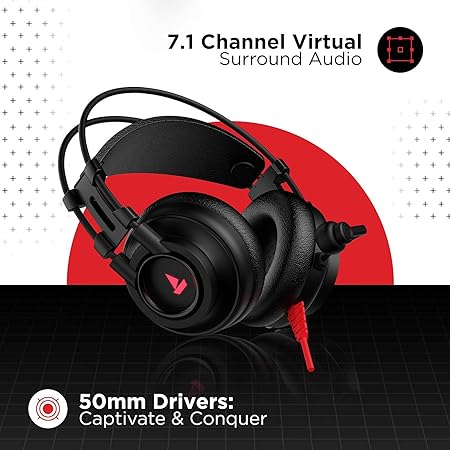 7.1 Channel Virtual
Surround Audio
50mm Drivers:
Captivate & Conquer